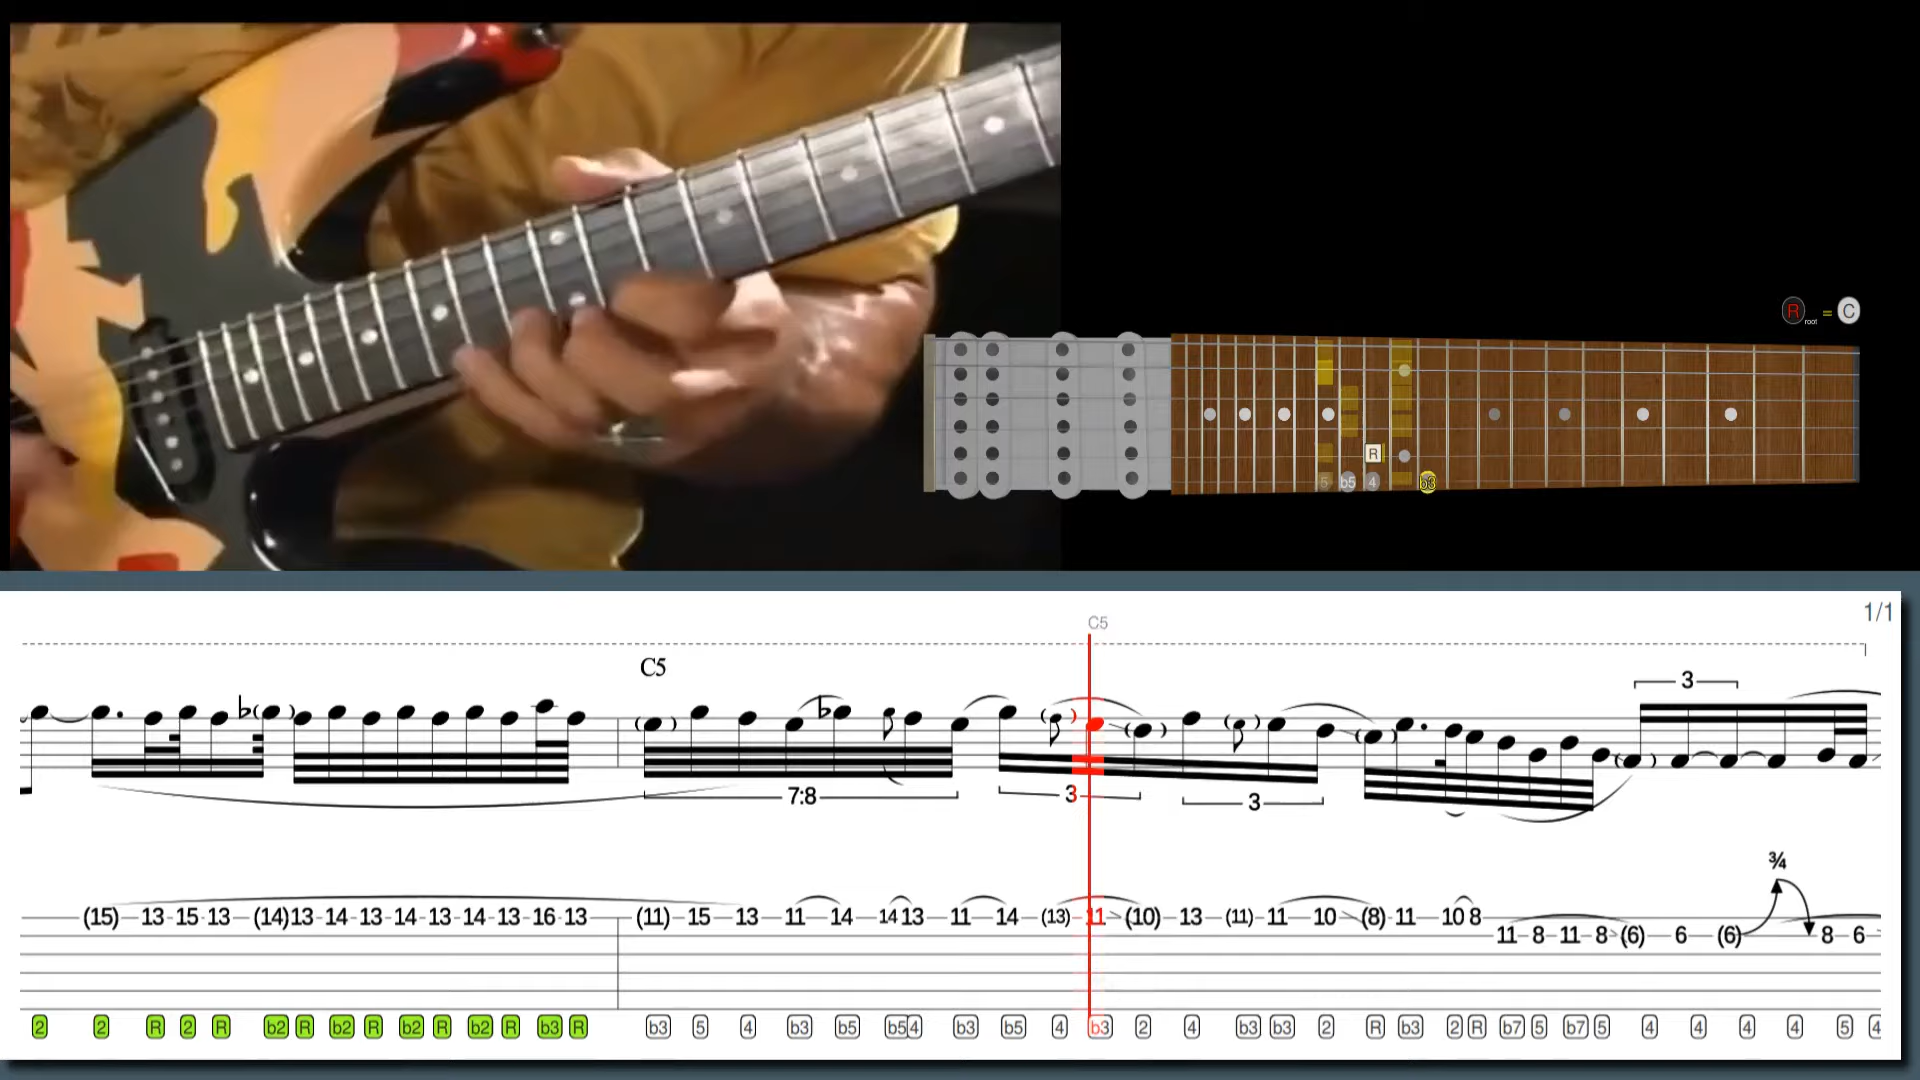 R root = C
R
5 b5 4 b3
1/1
C5
C5
3
7:8 3 3
3/4
(15) 13 15 13 (14) 13 14 13 14 13 14 13 16 13 (11) 15 13 11 14 14 13 11 14 (13) 11 (10) 13 (11) 11 10 (8) 11 10 8
11 8 11 8 (6) 6 (6) 8 6
2 2 R 2 R b2 R b2 R b2 R b2 R b3 R b3 5 4 b3 b5 b5 4 b3 b5 4 b3 2 4 b3 b3 2 R b3 2 R b7 5 b7 5 4 4 4 4 5 4